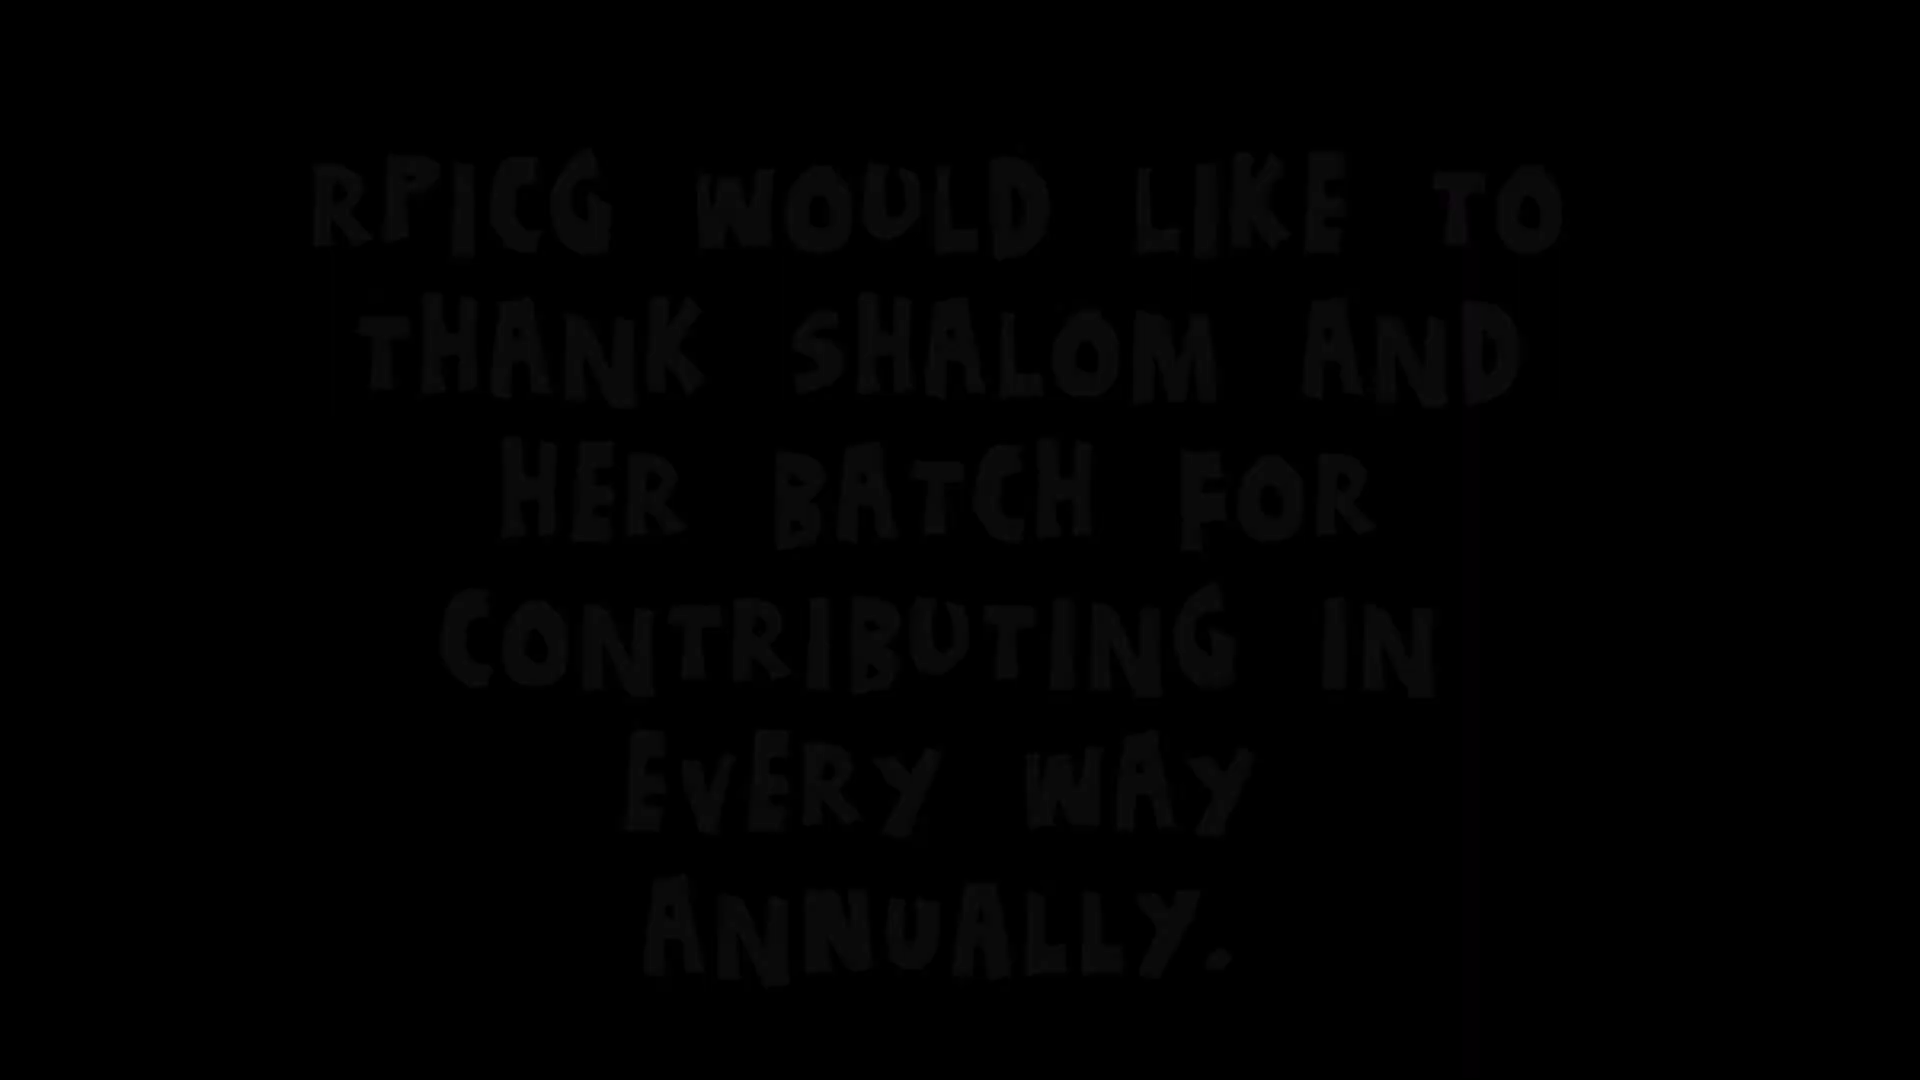 RPICG WOULD LIKE TO
THANK SHALOM AND
HER BATCH FOR
CONTRIBUTING IN
EVERY WAY
ANNUALLY.